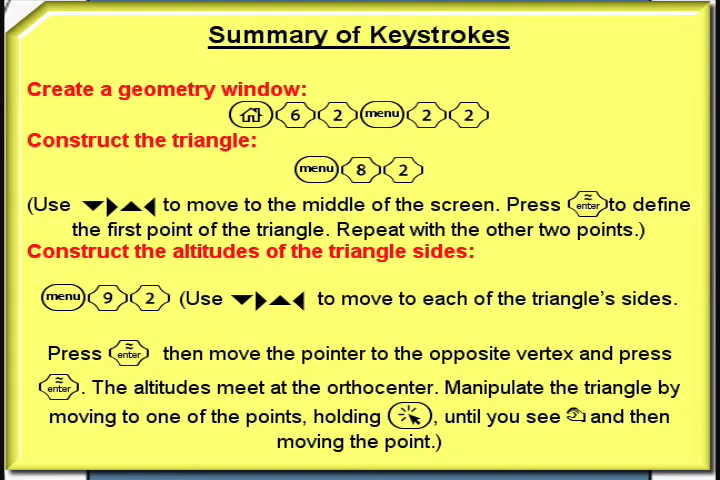 Summary of Keystrokes
Create a geometry window:
6 2 menu 2 2
Construct the triangle:
menu 8 2
(Use to move to the middle of the screen. Press ≈ enter to define
the first point of the triangle. Repeat with the other two points.)
Construct the altitudes of the triangle sides:
menu 9 2 (Use to move to each of the triangle's sides.
Press ≈ enter then move the pointer to the opposite vertex and press
≈ enter . The altitudes meet at the orthocenter. Manipulate the triangle by
moving to one of the points, holding , until you see and then
moving the point.)